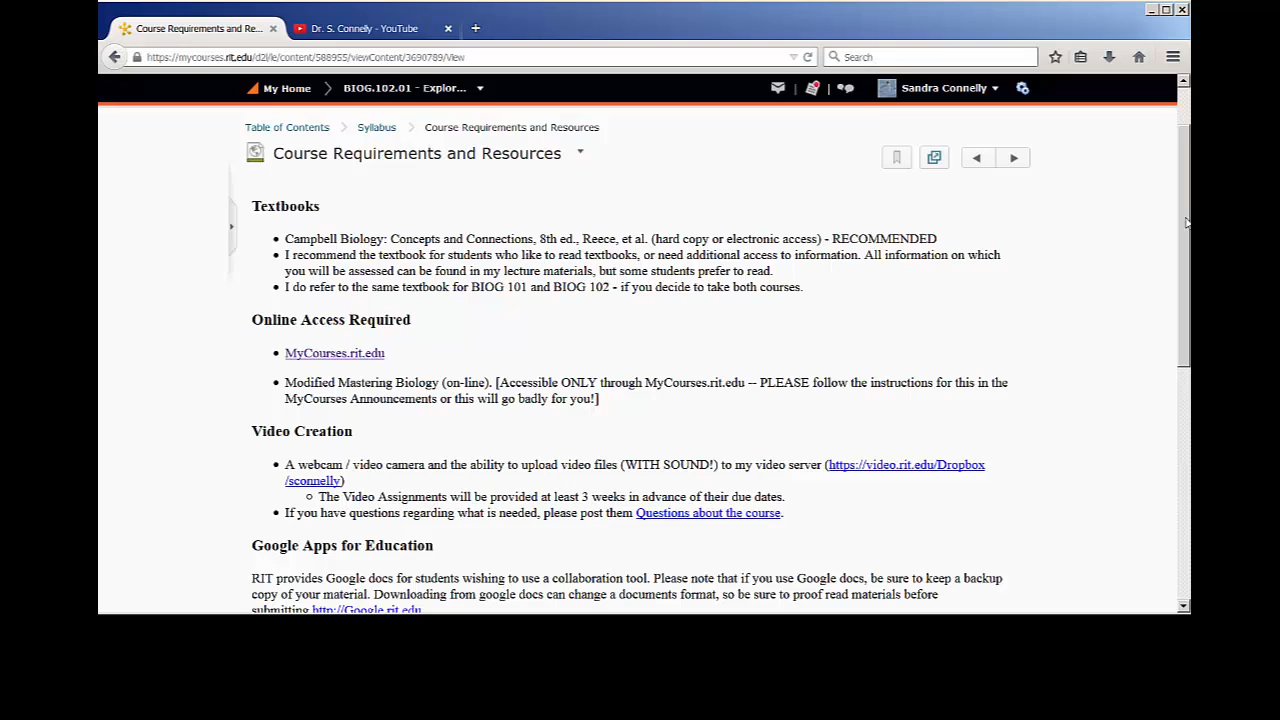 Course Requirements and Re...
Dr. S. Connelly - YouTube
https://mycourses.rit.edu/d2l/le/content/588955/viewContent/3690789/View
Search
My Home
BIOG.102.01 - Explor...
Sandra Connelly
Table of Contents
Syllabus
Course Requirements and Resources
Course Requirements and Resources
Textbooks
Campbell Biology: Concepts and Connections, 8th ed., Reece, et al. (hard copy or electronic access) - RECOMMENDED
I recommend the textbook for students who like to read textbooks, or need additional access to information. All information on which
you will be assessed can be found in my lecture materials, but some students prefer to read.
I do refer to the same textbook for BIOG 101 and BIOG 102 - if you decide to take both courses.
Online Access Required
MyCourses.rit.edu
Modified Mastering Biology (on-line). [Accessible ONLY through MyCourses.rit.edu -- PLEASE follow the instructions for this in the
MyCourses Announcements or this will go badly for you!]
Video Creation
A webcam / video camera and the ability to upload video files (WITH SOUND!) to my video server (https://video.rit.edu/Dropbox
/sconnelly)
The Video Assignments will be provided at least 3 weeks in advance of their due dates.
If you have questions regarding what is needed, please post them Questions about the course.
Google Apps for Education
RIT provides Google docs for students wishing to use a collaboration tool. Please note that if you use Google docs, be sure to keep a backup
copy of your material. Downloading from google docs can change a documents format, so be sure to proof read materials before
submitting http://Google.rit.edu